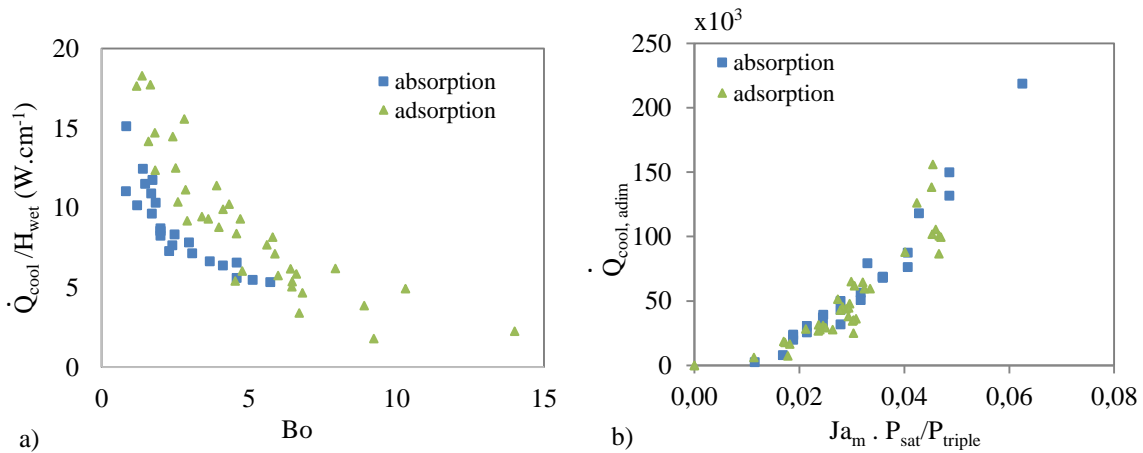 20
15
10
5
0
0
5
10
15
Q̇cool /Hwet (W.cm-1)
Bo
absorption
adsorption
a)
x10³
250
200
150
100
50
0
0,00
0,02
0,04
0,06
0,08
Q̇cool, adim
Jam . Psat/Ptriple
absorption
adsorption
b)